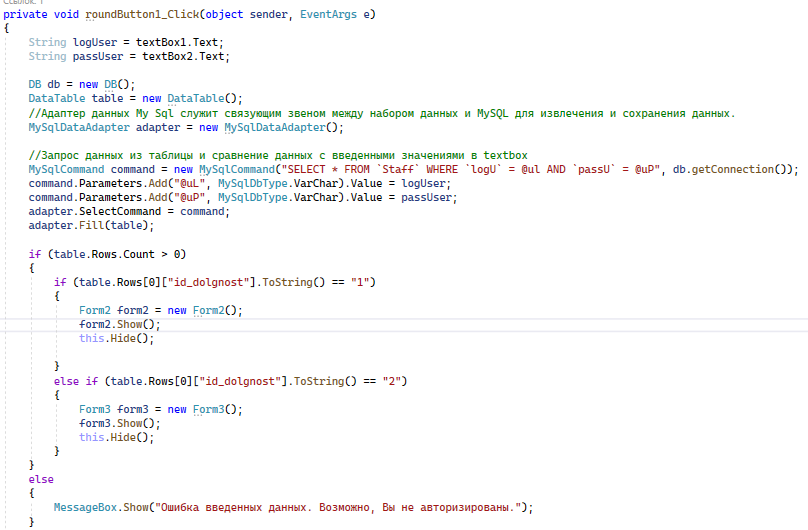 Ссылок: 1
private void roundButton1_Click(object sender, EventArgs e)
{
String logUser = textBox1.Text;
String passUser = textBox2.Text;
DB db = new DB();
DataTable table = new DataTable();
//Адаптер данных My Sql служит связующим звеном между набором данных и MySQL для извлечения и сохранения данных.
MySqlDataAdapter adapter = new MySqlDataAdapter();
//Запрос данных из таблицы и сравнение данных с введенными значениями в textbox
MySqlCommand command = new MySqlCommand("SELECT * FROM `Staff` WHERE `logU` = @ul AND `passU` = @uP", db.getConnection());
command.Parameters.Add("@uL", MySqlDbType.VarChar).Value = logUser;
command.Parameters.Add("@uP", MySqlDbType.VarChar).Value = passUser;
adapter.SelectCommand = command;
adapter.Fill(table);
if (table.Rows.Count > 0)
{
if (table.Rows[0]["id_dolgnost"].ToString() == "1")
{
Form2 form2 = new Form2();
form2.Show();
this.Hide();
}
else if (table.Rows[0]["id_dolgnost"].ToString() == "2")
{
Form3 form3 = new Form3();
form3.Show();
this.Hide();
}
}
else
{
MessageBox.Show("Ошибка введенных данных. Возможно, Вы не авторизированы.");
}